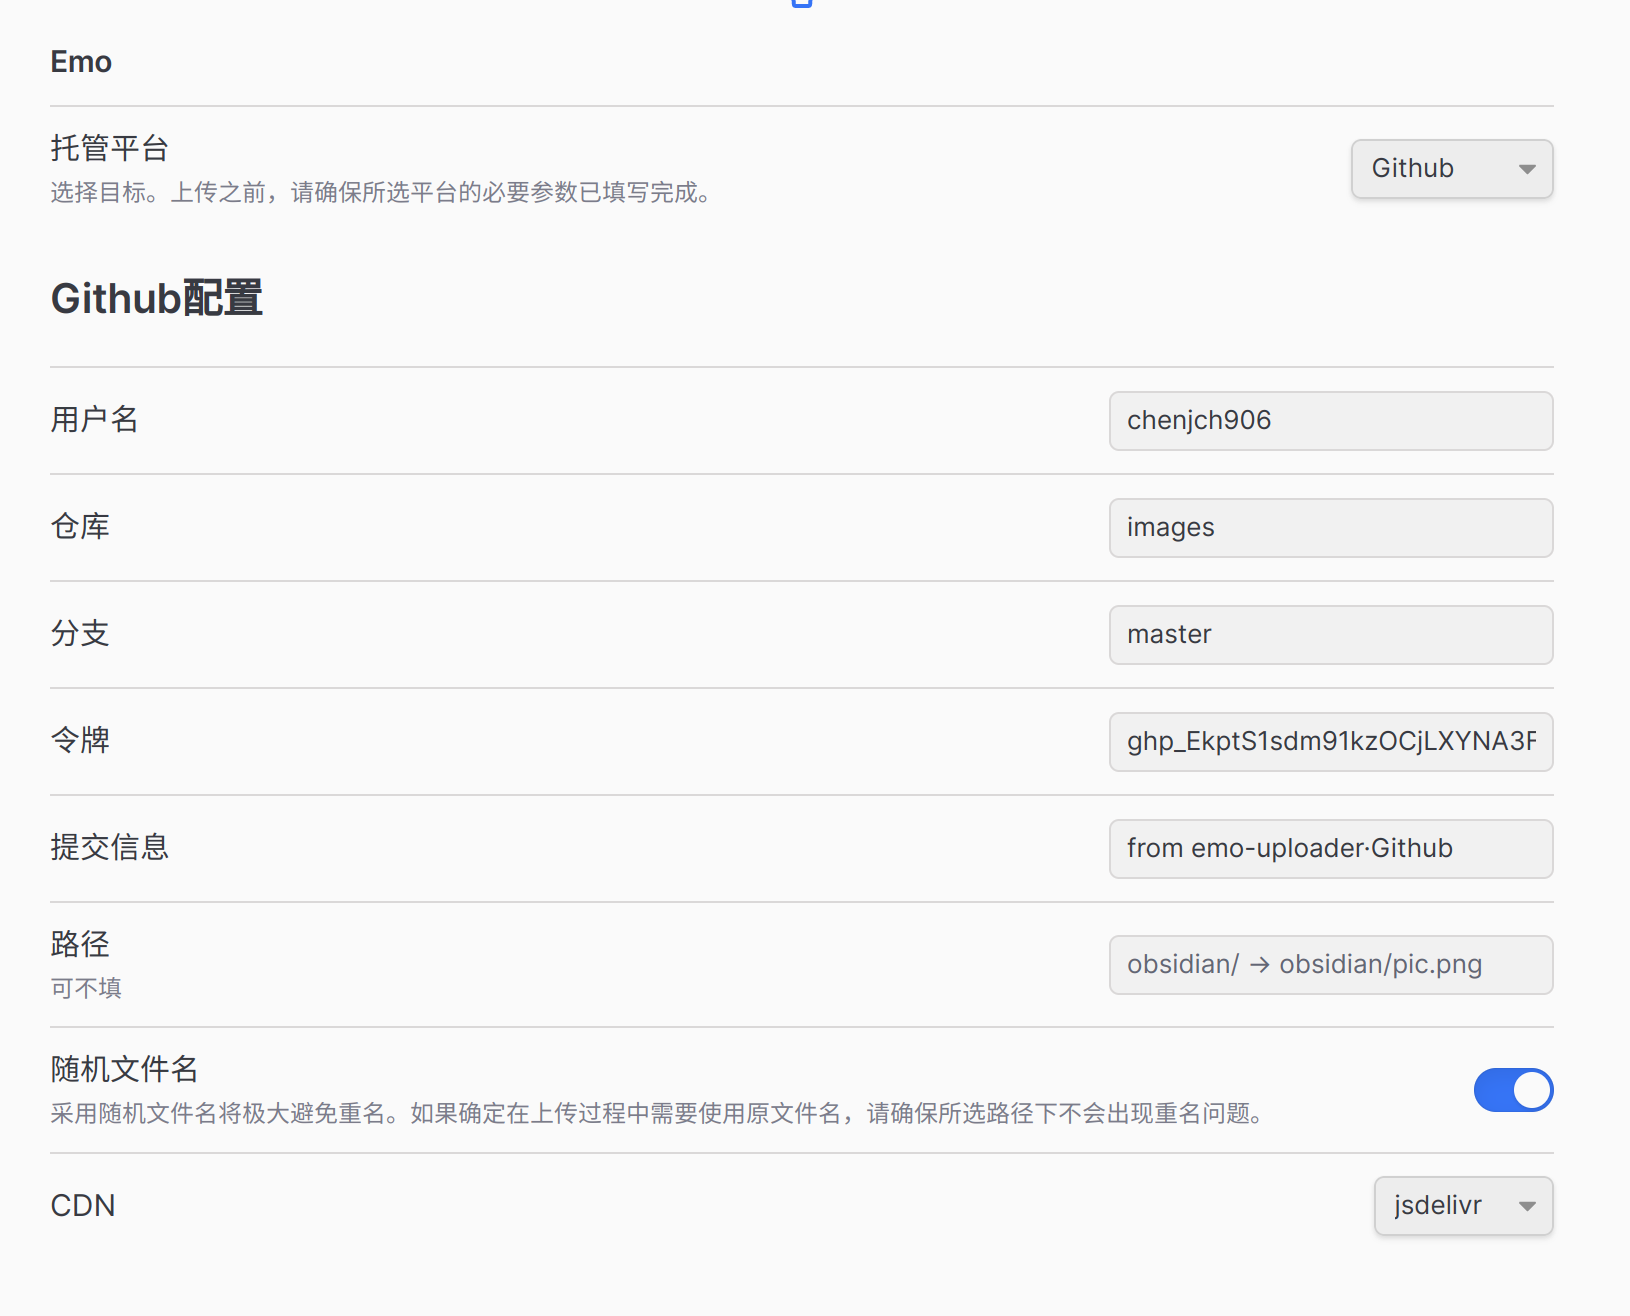 Emo
托管平台
Github
选择目标。上传之前，请确保所选平台的必要参数已填写完成。
Github配置
用户名
chenjch906
仓库
images
分支
master
令牌
ghp_EkptS1sdm91kzOCjLXYNA3F
提交信息
from emo-uploader·Github
路径
obsidian/ → obsidian/pic.png
可不填
随机文件名
采用随机文件名将极大避免重名。如果确定在上传过程中需要使用原文件名，请确保所选路径下不会出现重名问题。
CDN
jsdelivr